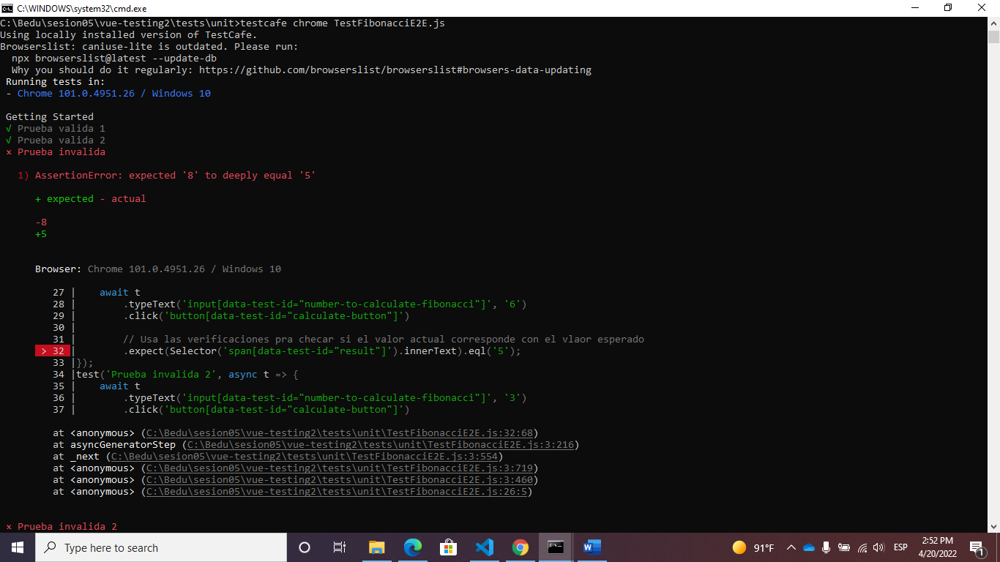 C:\WINDOWS\system32\cmd.exe
C:\Bedu\sesion05\vue-testing2\tests\unit>testcafe chrome TestFibonacciE2E.js
Using locally installed version of TestCafe.
Browserslist: caniuse-lite is outdated. Please run:
  npx browserslist@latest --update-db
  Why you should do it regularly: https://github.com/browserslist/browserslist#browsers-data-updating
 Running tests in:
 - Chrome 101.0.4951.26 / Windows 10
 Getting Started
 √ Prueba valida 1
 √ Prueba valida 2
 × Prueba invalida
   1) AssertionError: expected '8' to deeply equal '5'
      + expected - actual
      -8
      +5
      Browser: Chrome 101.0.4951.26 / Windows 10
         27 |    await t
         28 |        .typeText('input[data-test-id="number-to-calculate-fibonacci"]', '6')
         29 |        .click('button[data-test-id="calculate-button"]')
         30 |
         31 |        // Usa las verificaciones pra checar si el valor actual corresponde con el vlaor esperado
       > 32 |        .expect(Selector('span[data-test-id="result"]').innerText).eql('5');
         33 |});
         34 |test('Prueba invalida 2', async t => {
         35 |    await t
         36 |        .typeText('input[data-test-id="number-to-calculate-fibonacci"]', '3')
         37 |        .click('button[data-test-id="calculate-button"]')
         at <anonymous> (C:\Bedu\sesion05\vue-testing2\tests\unit\TestFibonacciE2E.js:32:68)
         at asyncGeneratorStep (C:\Bedu\sesion05\vue-testing2\tests\unit\TestFibonacciE2E.js:3:216)
         at _next (C:\Bedu\sesion05\vue-testing2\tests\unit\TestFibonacciE2E.js:3:554)
         at <anonymous> (C:\Bedu\sesion05\vue-testing2\tests\unit\TestFibonacciE2E.js:3:719)
         at <anonymous> (C:\Bedu\sesion05\vue-testing2\tests\unit\TestFibonacciE2E.js:3:460)
         at <anonymous> (C:\Bedu\sesion05\vue-testing2\tests\unit\TestFibonacciE2E.js:26:5)
 × Prueba invalida 2
Type here to search
91°F
ESP
2:52 PM
4/20/2022
1